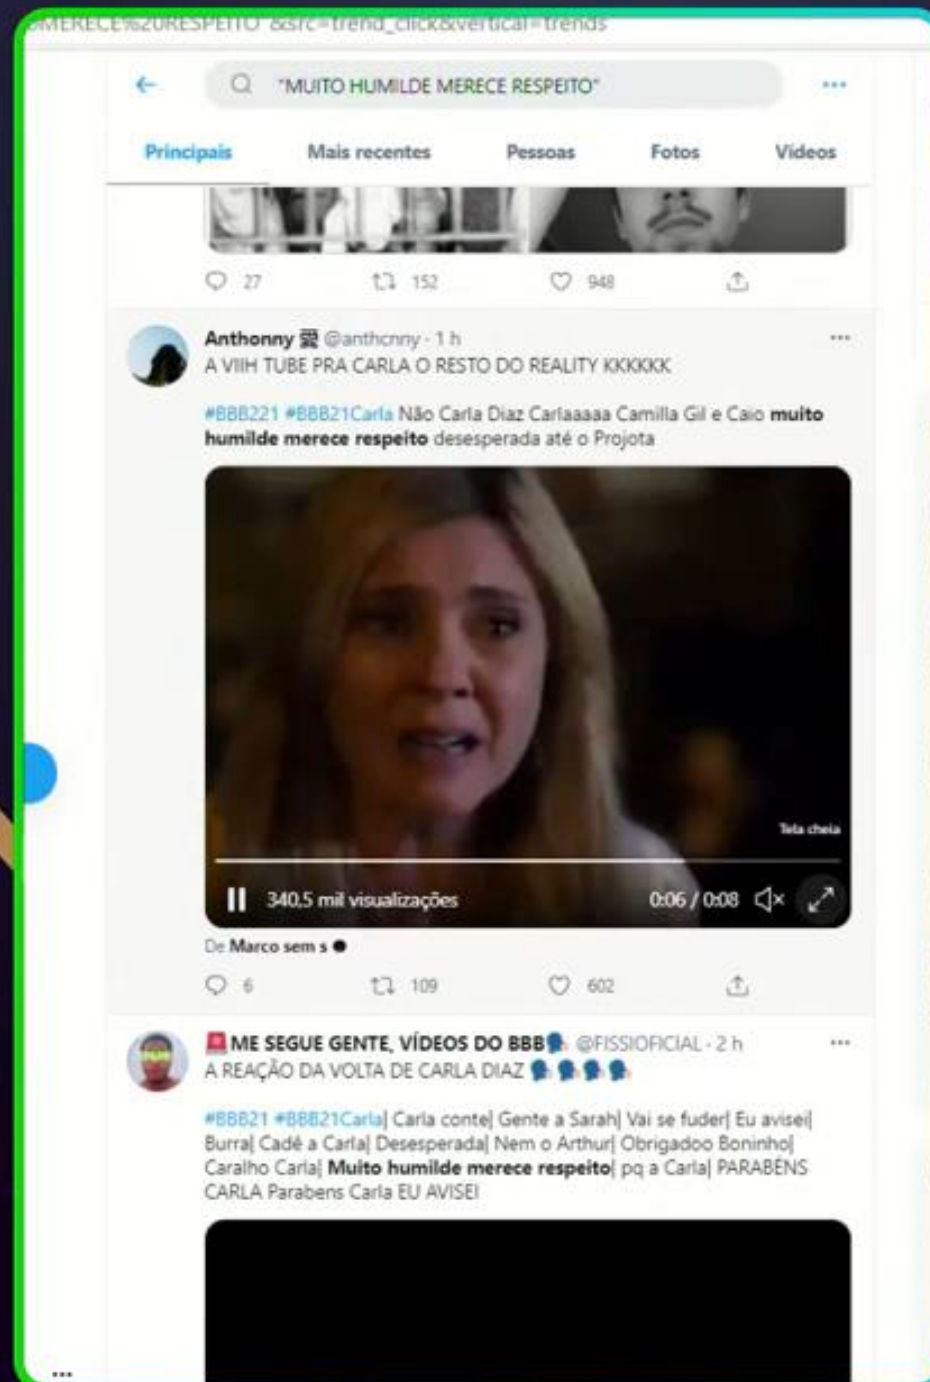 MERECE%20RESPEITO"&src=trend_click&vertical=trends
"MUITO HUMILDE MERECE RESPEITO"
Principais Mais recentes Pessoas Fotos Vídeos
27 152 948
Anthonny 愛 @anthcnny · 1 h
A VIIH TUBE PRA CARLA O RESTO DO REALITY KKKKKK
#BBB221 #BBB21Carla Não Carla Diaz Carlaaaaa Camilla Gil e Caio muito
humilde merece respeito desesperada até o Projota
Tela cheia
340,5 mil visualizações 0:06 / 0:08
De Marco sem s
6 109 602
ME SEGUE GENTE, VÍDEOS DO BBB @FISSIOFICIAL · 2 h
A REAÇÃO DA VOLTA DE CARLA DIAZ
#BBB21 #BBB21Carla| Carla conte| Gente a Sarah| Vai se fuder| Eu avisei|
Burra| Cadê a Carla| Desesperada| Nem o Arthur| Obrigadoo Boninho|
Caralho Carla| Muito humilde merece respeito| pq a Carla| PARABÉNS
CARLA Parabens Carla EU AVISEI